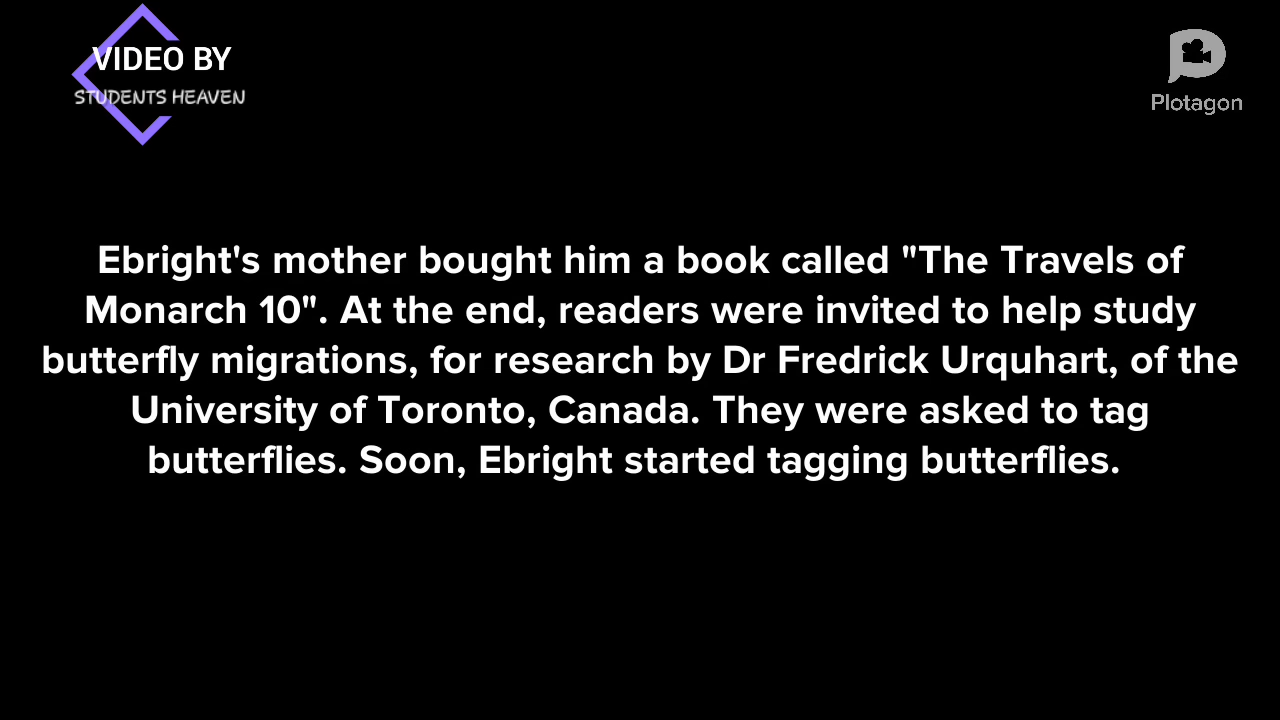 VIDEO BY
STUDENTS HEAVEN
Plotagon
Ebright's mother bought him a book called "The Travels of
Monarch 10". At the end, readers were invited to help study
butterfly migrations, for research by Dr Fredrick Urquhart, of the
University of Toronto, Canada. They were asked to tag
butterflies. Soon, Ebright started tagging butterflies.